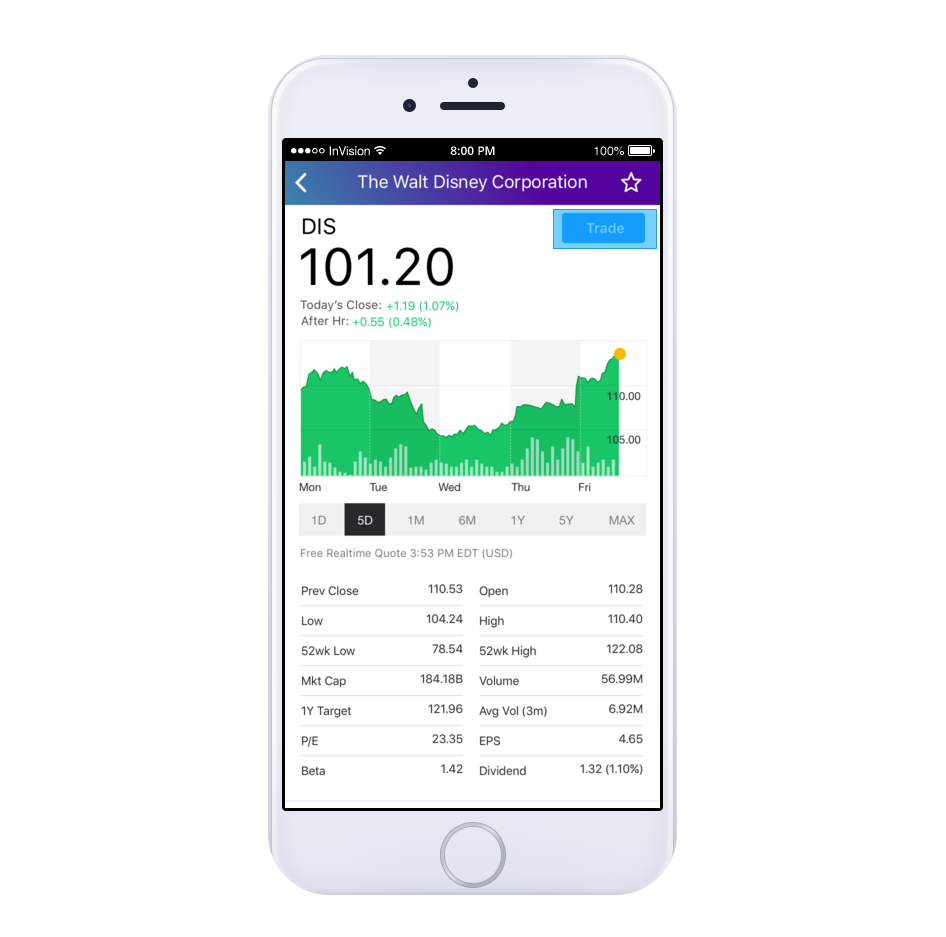 InVision 8:00 PM 100%
The Walt Disney Corporation
DIS
Trade
101.20
Today's Close: +1.19 (1.07%)
After Hr: +0.55 (0.48%)
110.00
105.00
Mon Tue Wed Thu Fri
1D 5D 1M 6M 1Y 5Y MAX
Free Realtime Quote 3:53 PM EDT (USD)
Prev Close 110.53 Open 110.28
Low 104.24 High 110.40
52wk Low 78.54 52wk High 122.08
Mkt Cap 184.18B Volume 56.99M
1Y Target 121.96 Avg Vol (3m) 6.92M
P/E 23.35 EPS 4.65
Beta 1.42 Dividend 1.32 (1.10%)